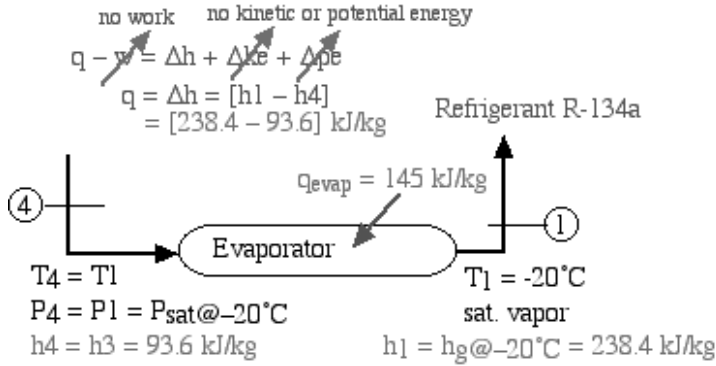 no work no kinetic or potential energy
q – w = Δh + Δke + Δpe
q = Δh = [h1 – h4]
= [238.4 – 93.6] kJ/kg
Refrigerant R-134a
qevap = 145 kJ/kg
4
1
Evaporator
T4 = T1
P4 = P1 = Psat@–20˚C
h4 = h3 = 93.6 kJ/kg
T1 = -20˚C
sat. vapor
h1 = hg@–20˚C = 238.4 kJ/kg